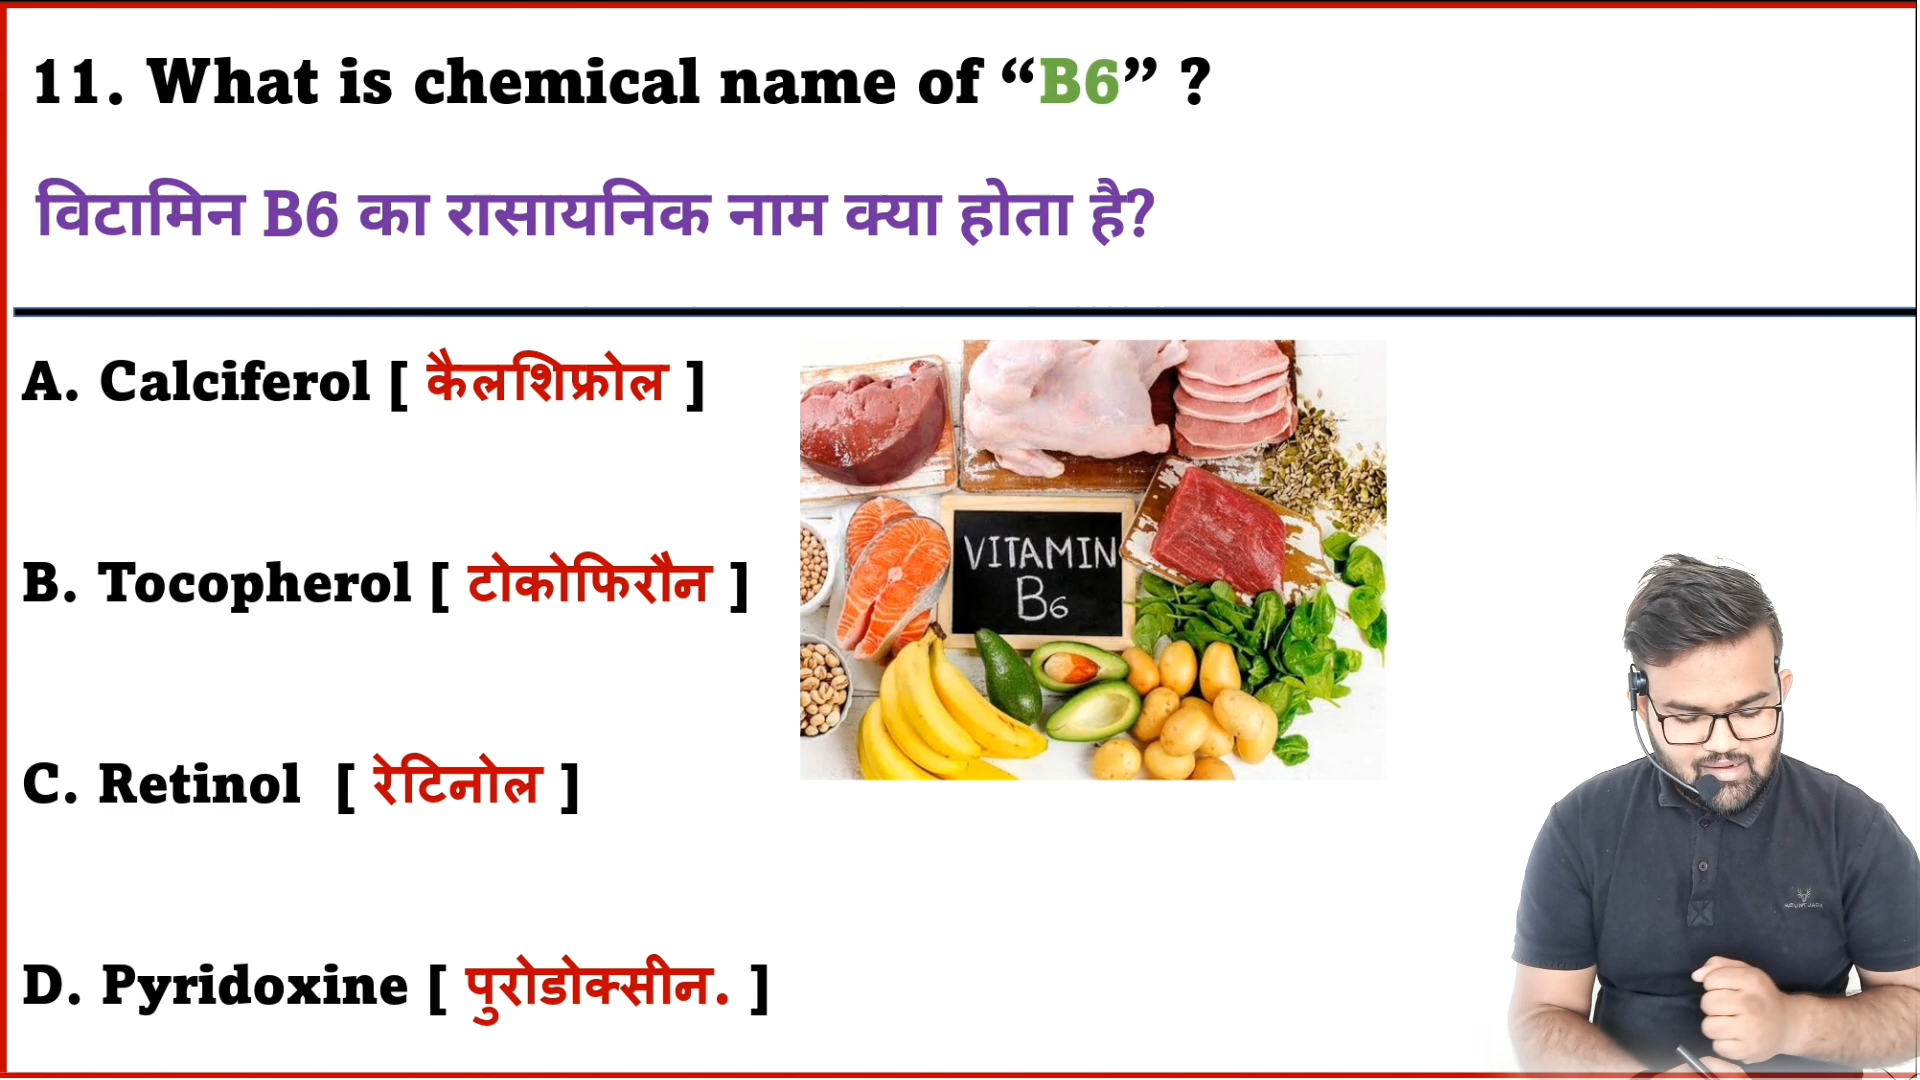 11. What is chemical name of “B6” ?
विटामिन B6 का रासायनिक नाम क्या होता है?
A. Calciferol [ कैलशिफ्रोल ]
B. Tocopherol [ टोकोफिरौन ]
C. Retinol [ रेटिनोल ]
D. Pyridoxine [ पुरोडोक्सीन. ]
VITAMIN
B6